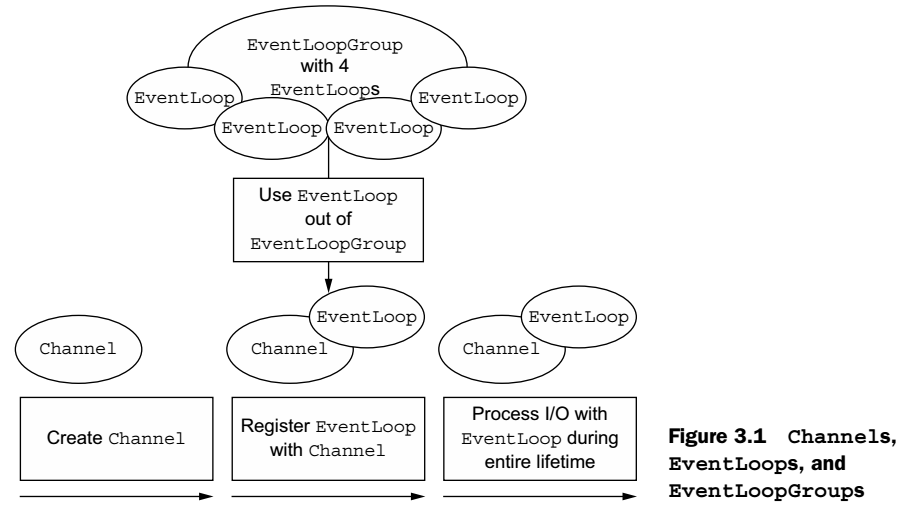 EventLoopGroup
with 4
EventLoops
EventLoop
EventLoop
EventLoop
EventLoop
Use EventLoop
out of
EventLoopGroup
EventLoop
EventLoop
Channel
Channel
Channel
Create Channel
Register EventLoop
with Channel
Process I/O with
EventLoop during
entire lifetime
Figure 3.1 Channels,
EventLoops, and
EventLoopGroups